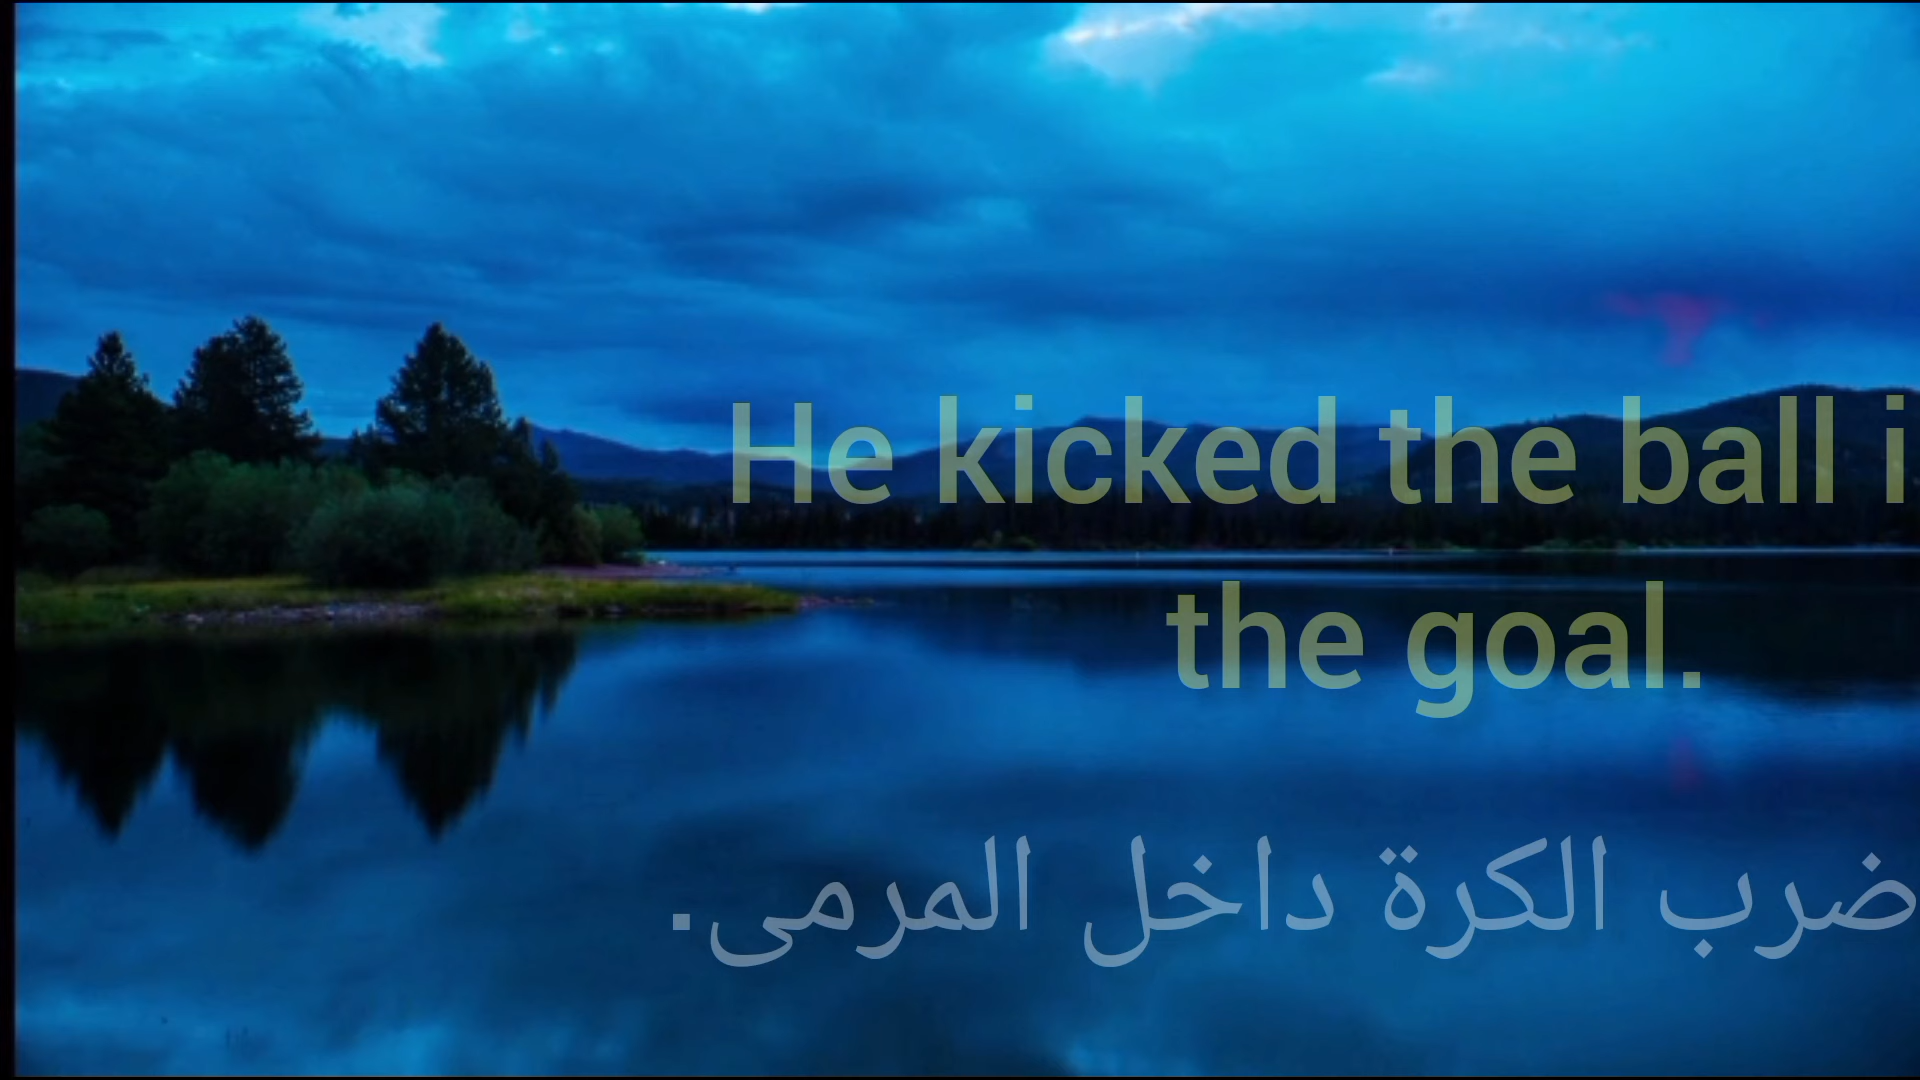 He kicked the ball i
the goal.
ضرب الكرة داخل المرمى.